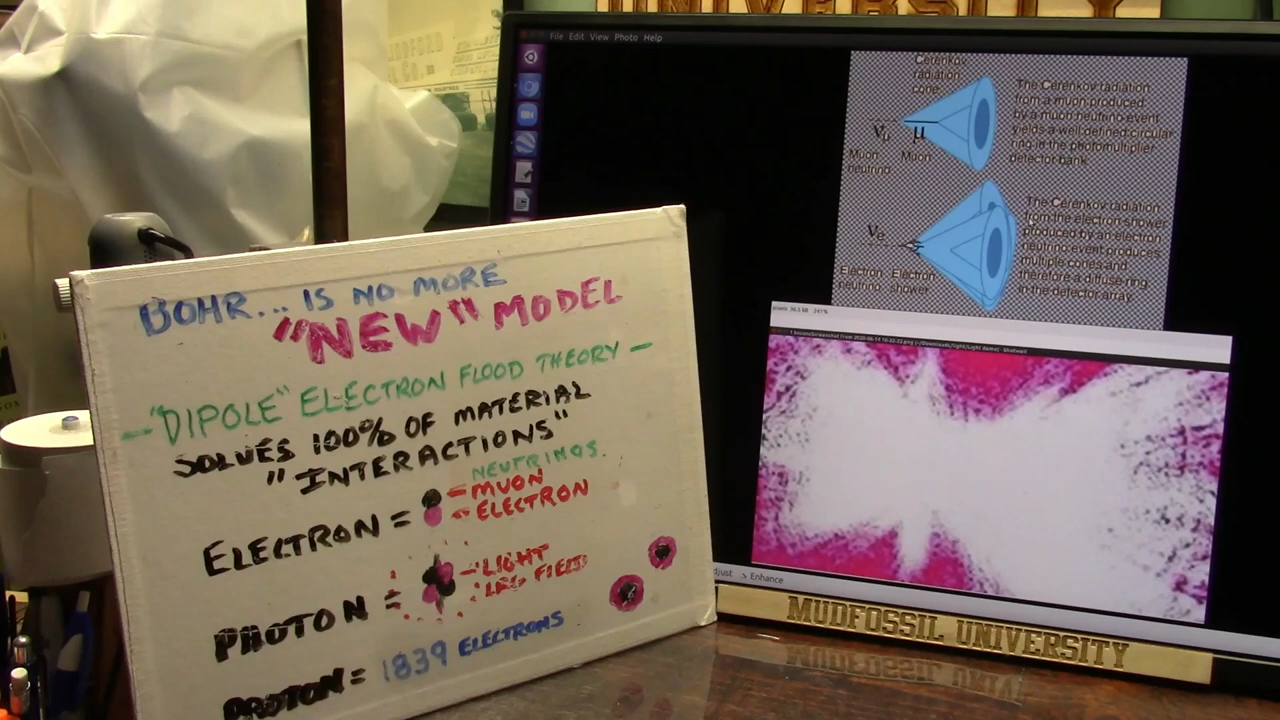 BOHR... IS NO MORE
"NEW" MODEL
— "DIPOLE" ELECTRON FLOOD THEORY —
SOLVES 100% OF MATERIAL
"INTERACTIONS"
NEUTRINOS.
ELECTRON = - MUON
- ELECTRON
PHOTON = - LIGHT
FIELD
PROTON = 1839 ELECTRONS
UNIVERSITY
File Edit View Photo Help
Cerenkov
radiation
cone
The Cerenkov radiation
from a muon produced
by a muon neutrino event
yields a well defined circular
ring in the photomultiplier
detector bank.
νμ μ
Muon
neutrino
Muon
The Cerenkov radiation
from the electron shower
produced by an electron
neutrino event produces
multiple cones and
therefore a diffuse ring
in the detector array.
νe
Electron
neutrino
Electron
shower
Enhance
MUDFOSSIL UNIVERSITY